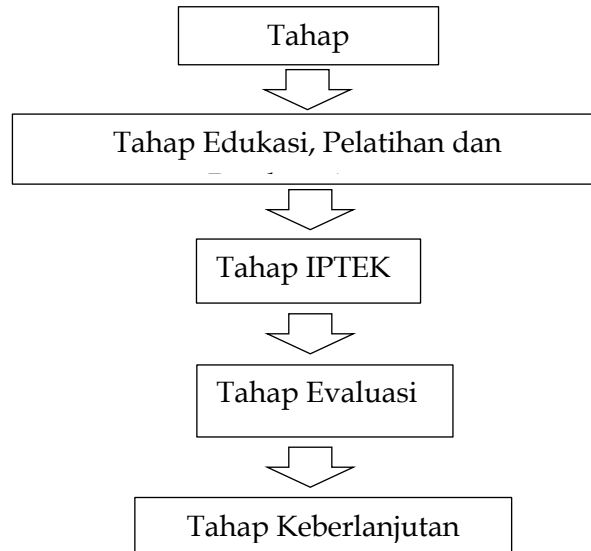 Tahap
Tahap Edukasi, Pelatihan dan
Tahap IPTEK
Tahap Evaluasi
Tahap Keberlanjutan